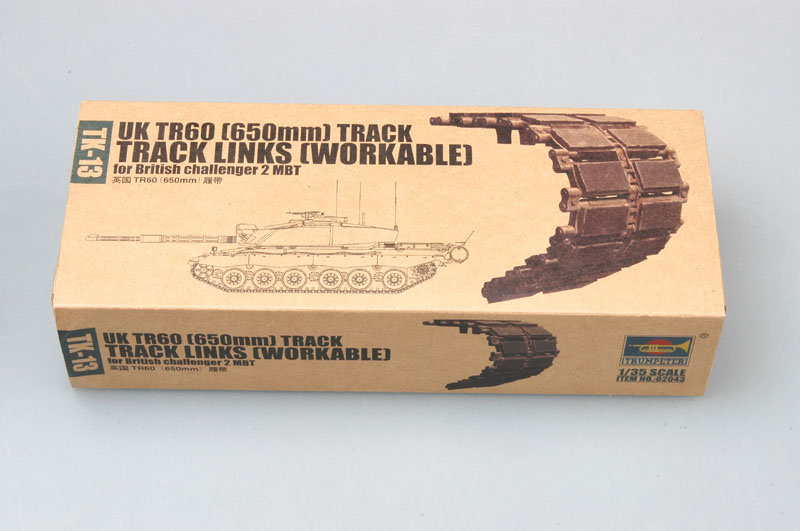 TK-13
UK TR60 (650mm) TRACK
TRACK LINKS (WORKABLE)
for British challenger 2 MBT
英国 TR60 (650mm) 履带
TK-13
UK TR60 (650mm) TRACK
TRACK LINKS (WORKABLE)
for British challenger 2 MBT
英国 TR60 (650mm) 履带
®
TRUMPETER
1/35 SCALE
ITEM NO.:02043